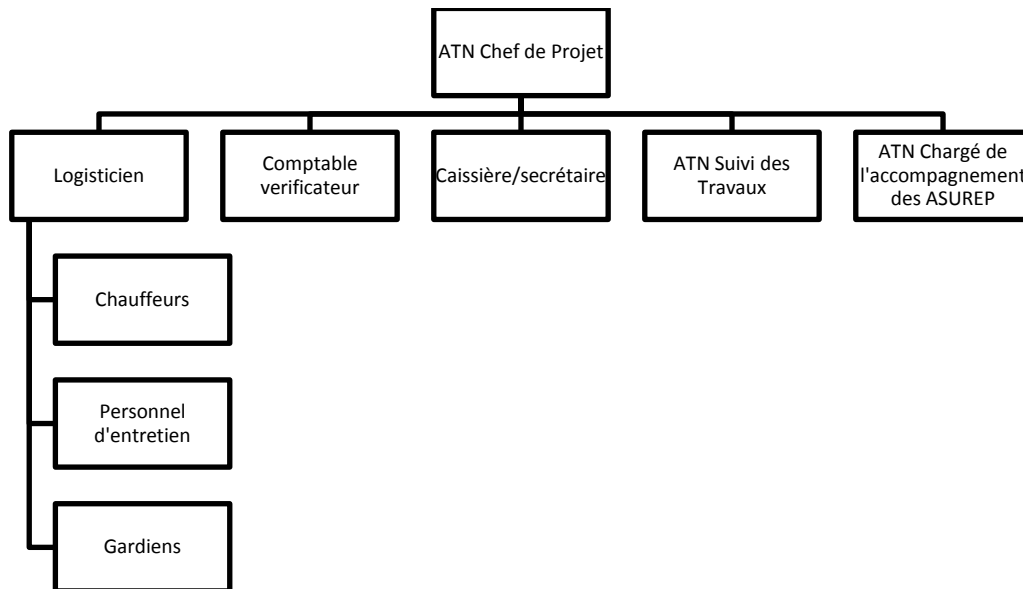 ATN Chef de Projet
Logisticien
Comptable
verificateur
Caissière/secrétaire
ATN Suivi des
Travaux
ATN Chargé de
l'accompagnement
des ASUREP
Chauffeurs
Personnel
d'entretien
Gardiens